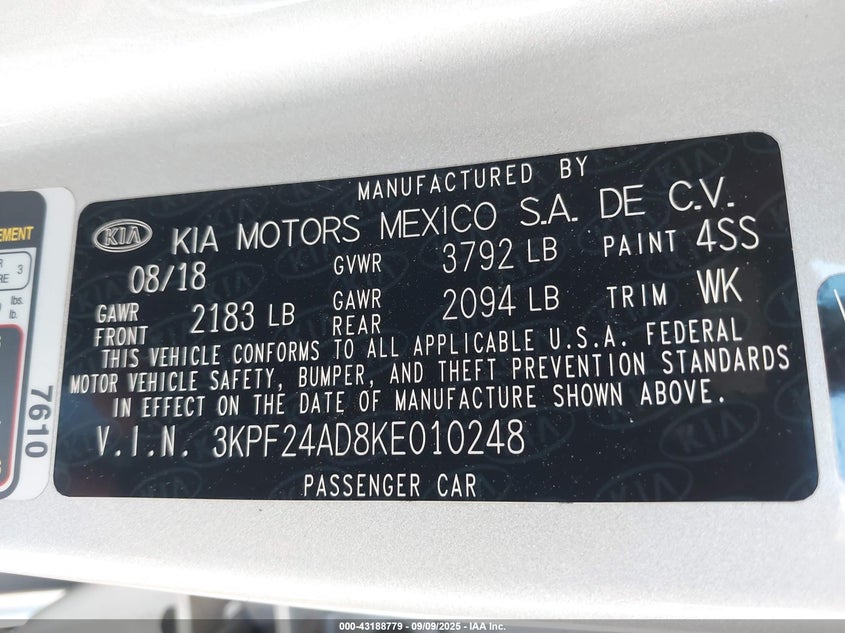 MANUFACTURED BY
KIA KIA MOTORS MEXICO S.A. DE C.V.
08/18 GVWR 3792 LB PAINT 4SS
GAWR FRONT 2183 LB GAWR REAR 2094 LB TRIM WK
THIS VEHICLE CONFORMS TO ALL APPLICABLE U.S.A. FEDERAL
MOTOR VEHICLE SAFETY, BUMPER, AND THEFT PREVENTION STANDARDS
IN EFFECT ON THE DATE OF MANUFACTURE SHOWN ABOVE.
V.I.N. 3KPF24AD8KE010248
PASSENGER CAR
7610
000-43188779 - 09/09/2025 - IAA Inc.